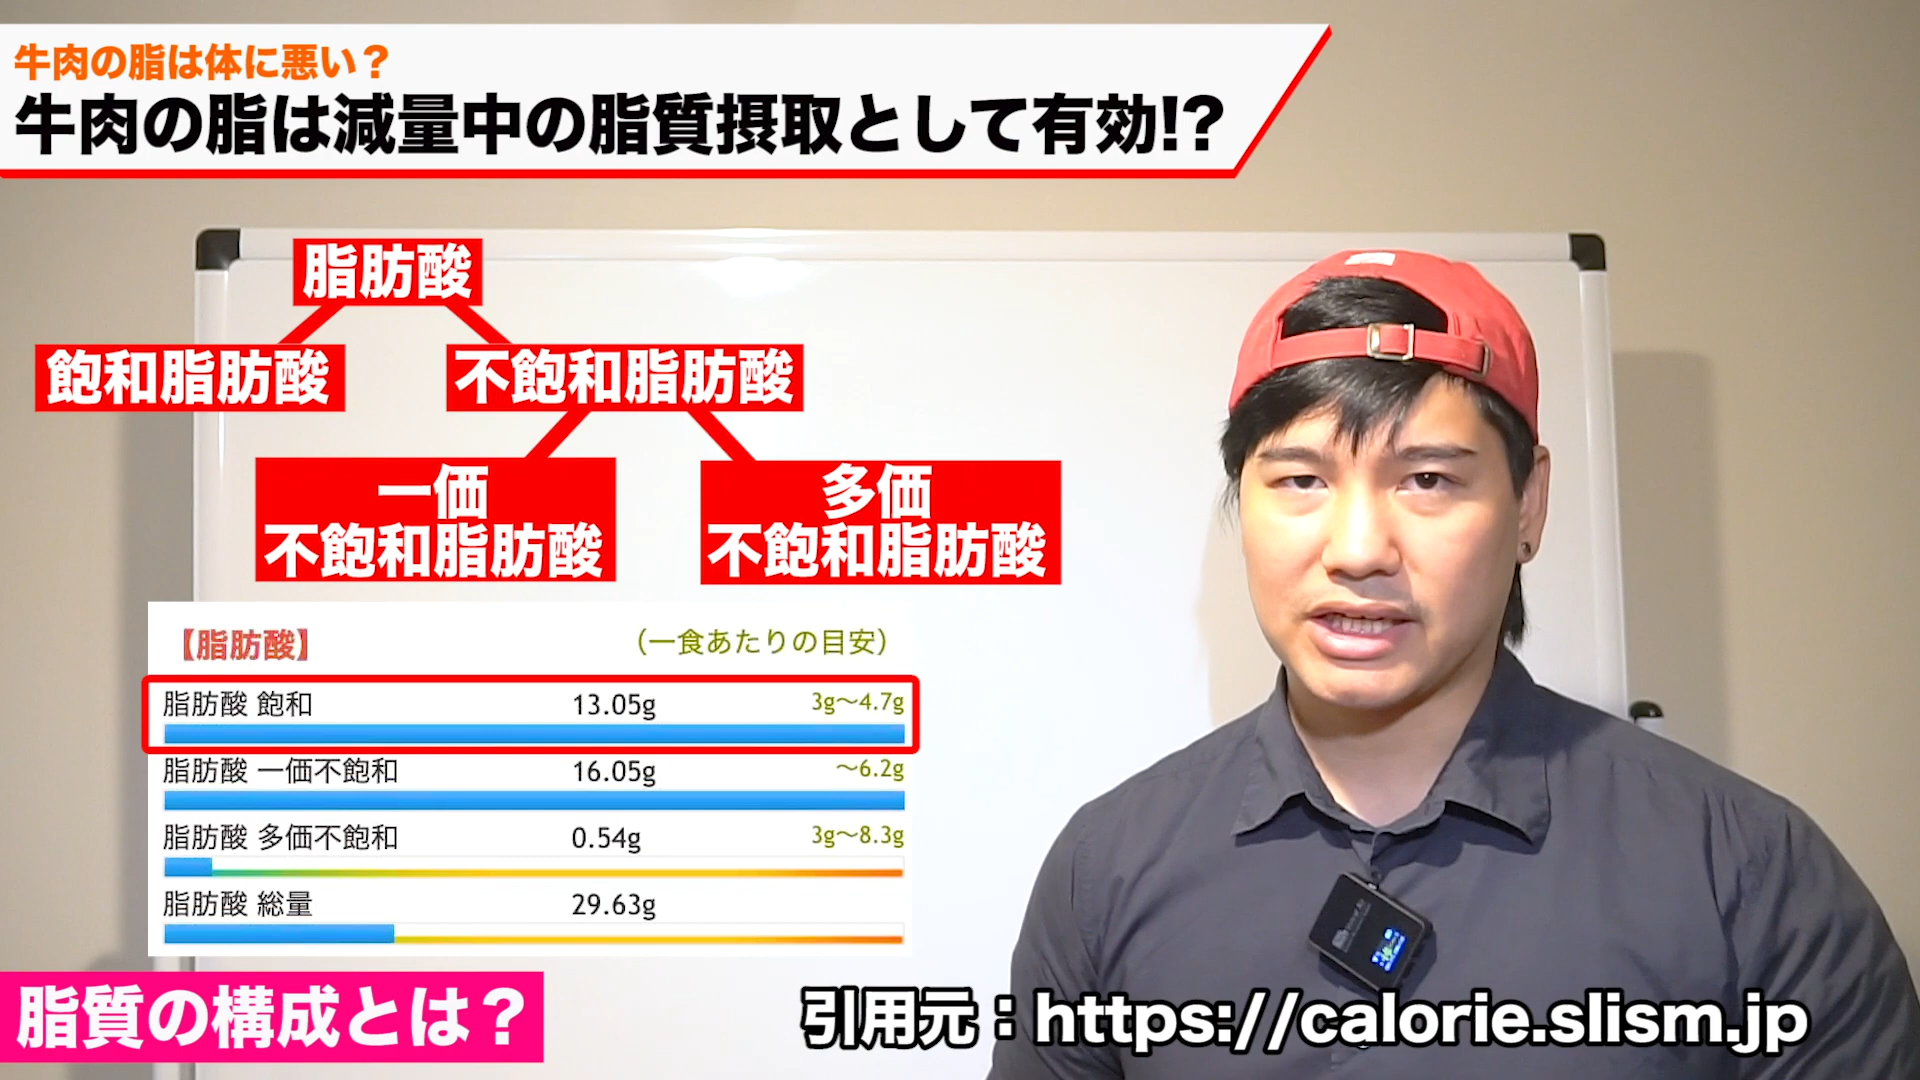 牛肉の脂は体に悪い？
牛肉の脂は減量中の脂質摂取として有効!?
脂肪酸
飽和脂肪酸
不飽和脂肪酸
一価
不飽和脂肪酸
多価
不飽和脂肪酸
【脂肪酸】 （一食あたりの目安）
脂肪酸 飽和 13.05g 3g～4.7g
脂肪酸 一価不飽和 16.05g ～6.2g
脂肪酸 多価不飽和 0.54g 3g～8.3g
脂肪酸 総量 29.63g
脂質の構成とは？
引用元：https://calorie.slism.jp